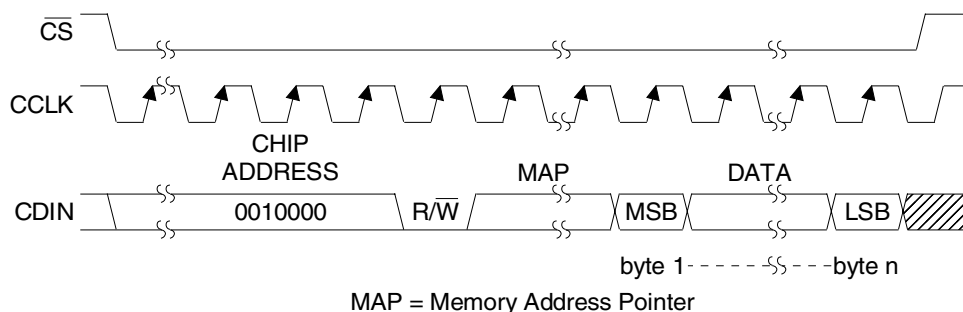 CS
CCLK
CHIP
ADDRESS
MAP
DATA
CDIN
0010000
R/W
MSB
LSB
byte 1
byte n
MAP = Memory Address Pointer